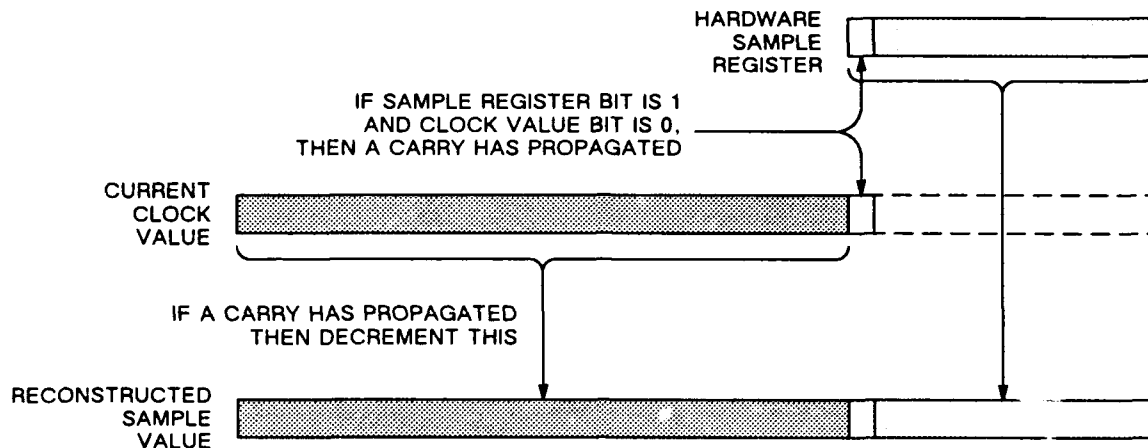 HARDWARE
SAMPLE
REGISTER
IF SAMPLE REGISTER BIT IS 1
AND CLOCK VALUE BIT IS 0,
THEN A CARRY HAS PROPAGATED
CURRENT
CLOCK
VALUE
IF A CARRY HAS PROPAGATED
THEN DECREMENT THIS
RECONSTRUCTED
SAMPLE
VALUE